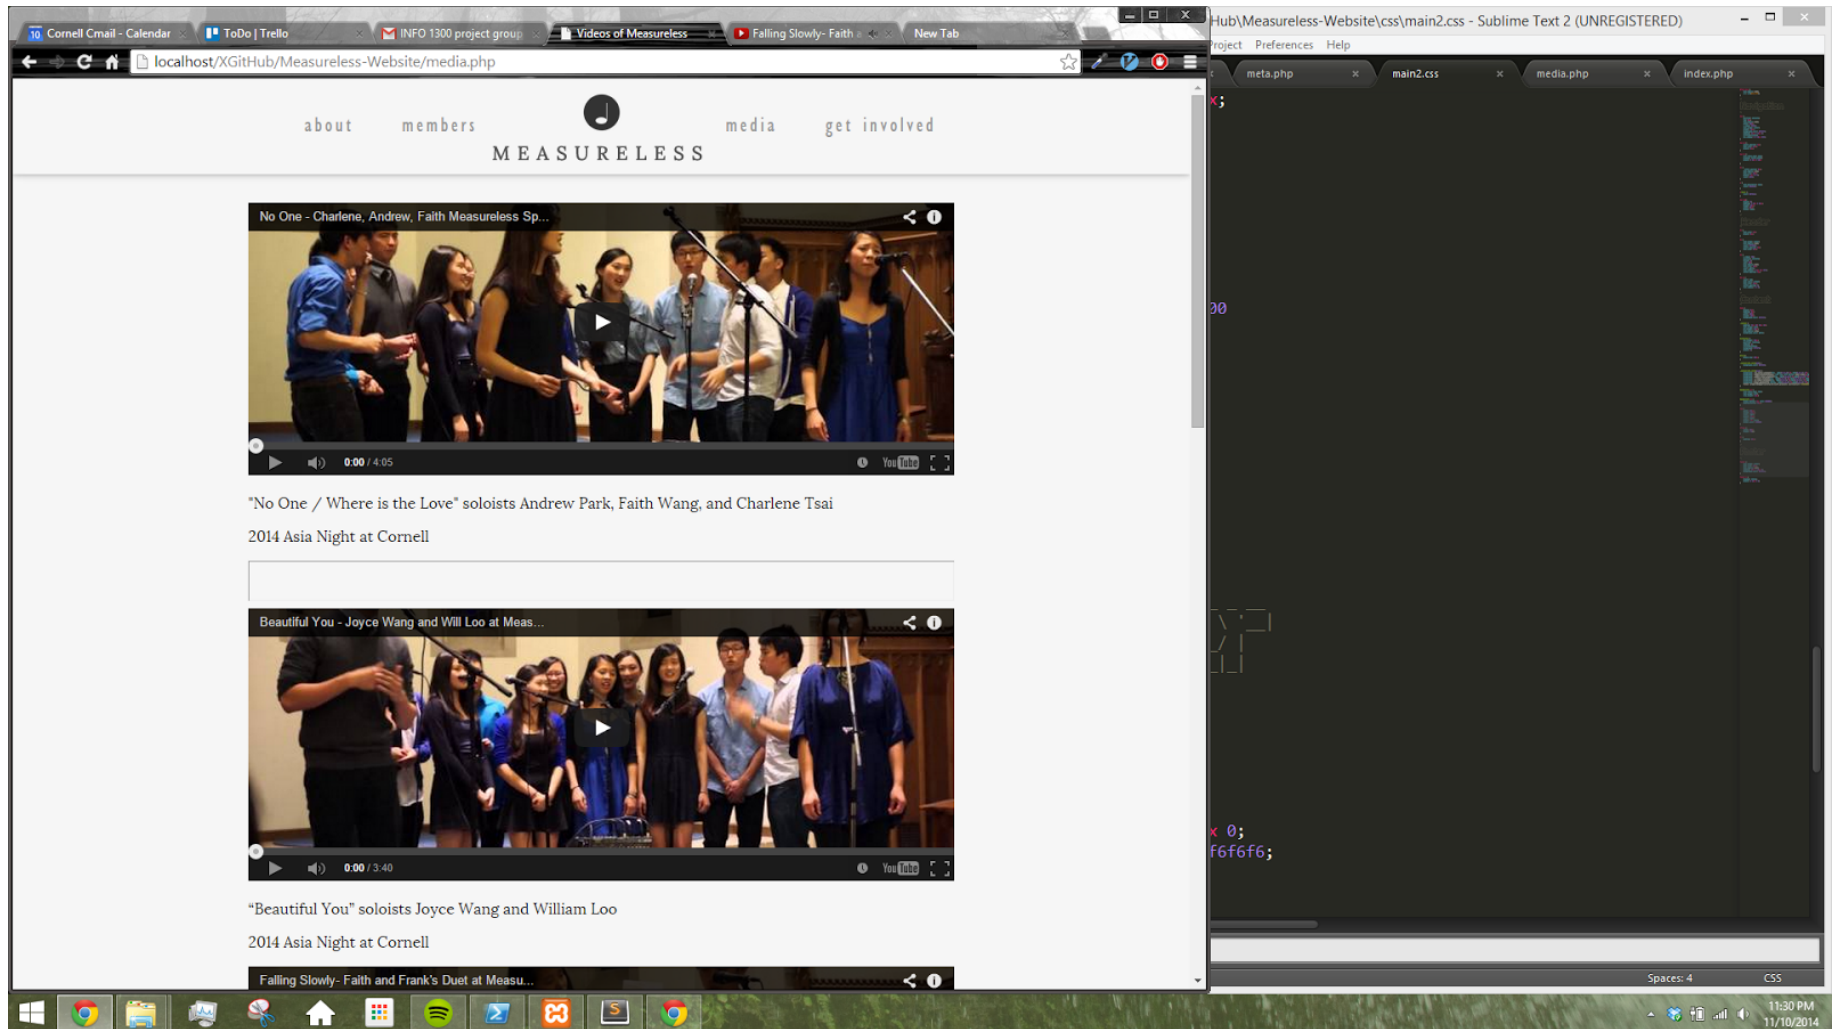 Cornell Cmail - Calendar
ToDo | Trello
INFO 1300 project group
Videos of Measureless
Falling Slowly- Faith a
New Tab
localhost/XGitHub/Measureless-Website/media.php
Hub\Measureless-Website\css\main2.css - Sublime Text 2 (UNREGISTERED)
Project Preferences Help
meta.php
main2.css
media.php
index.php
x;
about
members
media
get involved
MEASURELESS
No One - Charlene, Andrew, Faith Measureless Sp...
00
0:00 / 4:05
YouTube
"No One / Where is the Love" soloists Andrew Park, Faith Wang, and Charlene Tsai
2014 Asia Night at Cornell
Beautiful You - Joyce Wang and Will Loo at Meas...
x 0;
f6f6f6;
0:00 / 3:40
YouTube
“Beautiful You” soloists Joyce Wang and William Loo
2014 Asia Night at Cornell
Falling Slowly- Faith and Frank's Duet at Measu...
Spaces: 4
CSS
11:30 PM
11/10/2014